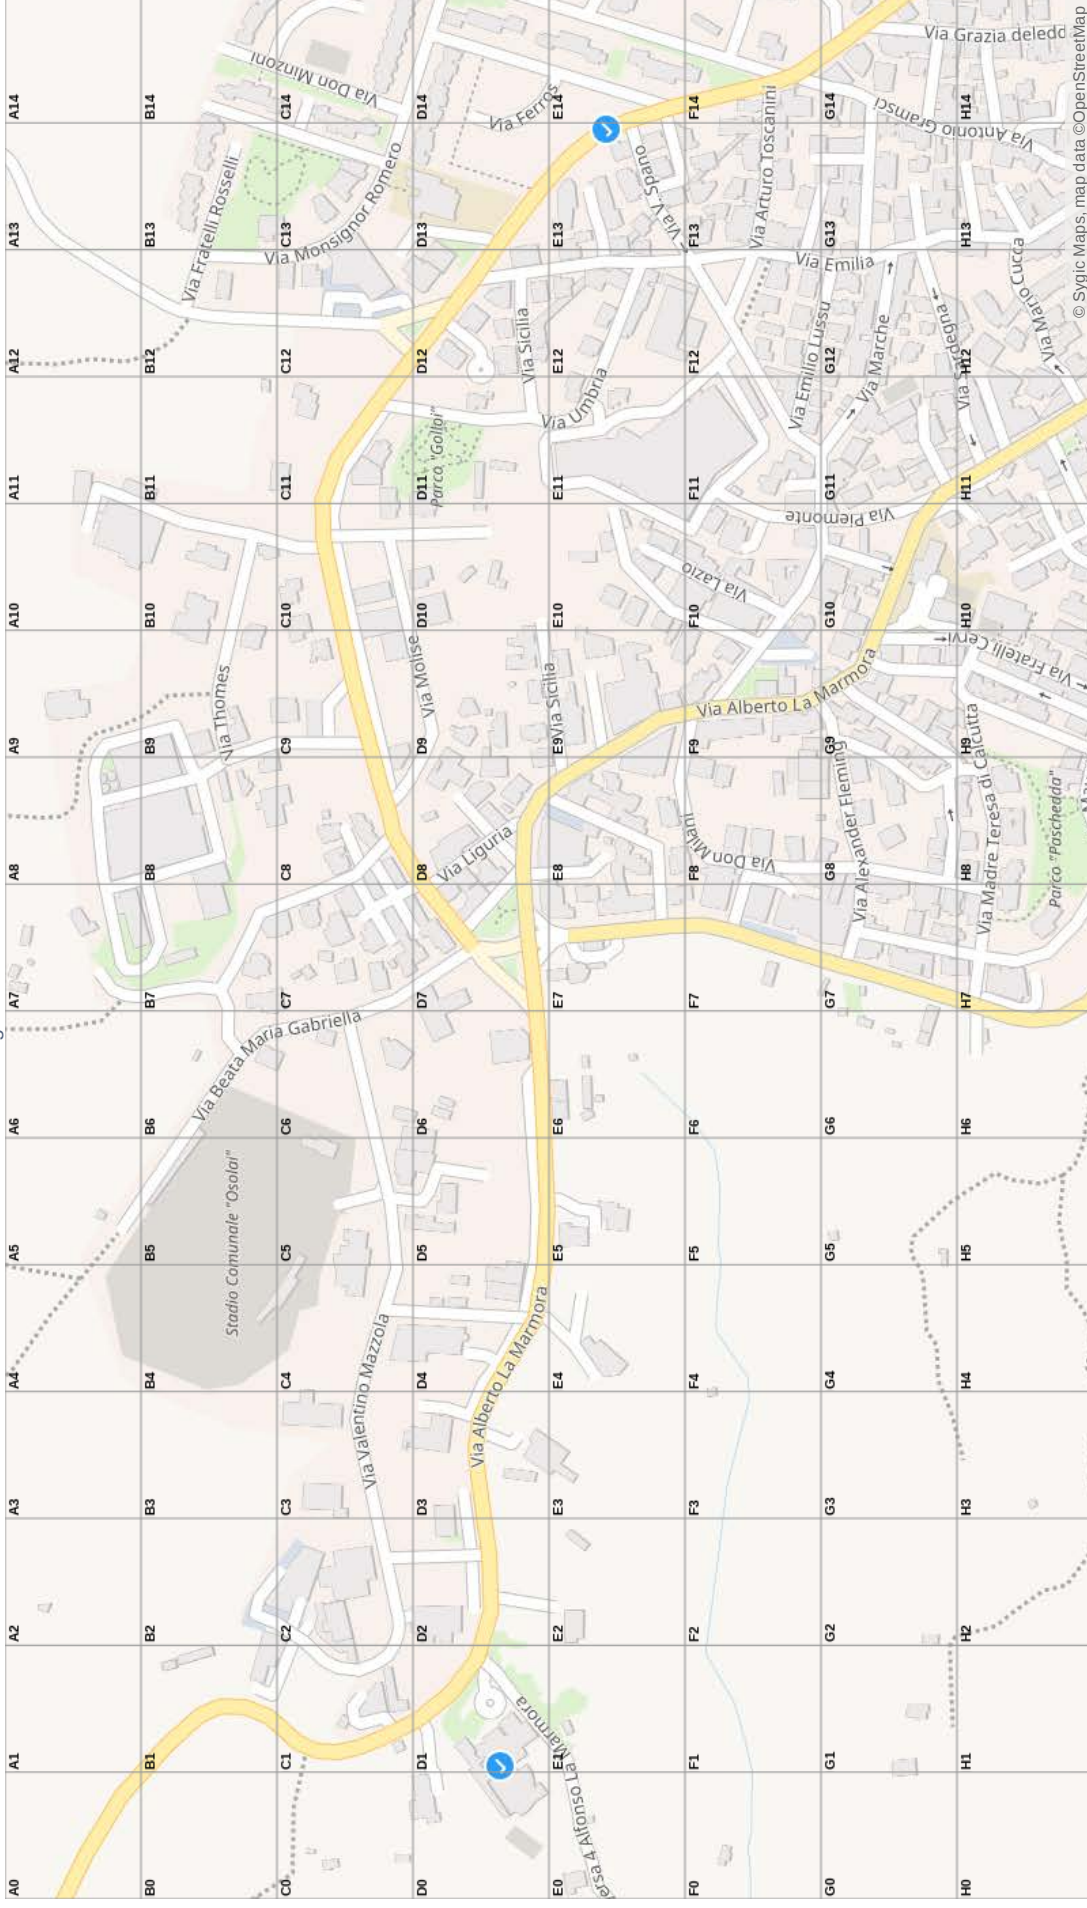 A14
B14
C14
D14
E14
F14
G14
H14
A13
B13
C13
D13
E13
F13
G13
H13
A12
B12
C12
D12
E12
F12
G12
H12
A11
B11
C11
D11
E11
F11
G11
H11
A10
B10
C10
D10
E10
F10
G10
H10
A9
B9
C9
D9
E9
F9
G9
H9
A8
B8
C8
D8
E8
F8
G8
H8
A7
B7
C7
D7
E7
F7
G7
H7
A6
B6
C6
D6
E6
F6
G6
H6
A5
B5
C5
D5
E5
F5
G5
H5
A4
B4
C4
D4
E4
F4
G4
H4
A3
B3
C3
D3
E3
F3
G3
H3
A2
B2
C2
D2
E2
F2
G2
H2
A1
B1
C1
D1
E1
F1
G1
H1
A0
B0
C0
D0
E0
F0
G0
H0
Via Grazia deledd
Via Don Minzoni
Via Ferros
Via Antonio Gramsci
Via Fratelli Rosselli
Via Monsignor Romero
Via V. Spano
Via Arturo Toscanini
Via Emilia
Via Mario Cucca
Via Sicilia
Via Umbria
Via Emilio Lussu
Via Marche
Via Sardegna
Parco "Golloi"
Via Piemonte
Via Lazio
Via Fratelli Cervi
Via Thomes
Via Molise
Via Sicilia
Via Alberto La Marmora
Via Liguria
Via Don Milani
Via Alexander Fleming
Via Madre Teresa di Calcutta
Parco "Paschedda"
Via Beata Maria Gabriella
Stadio Comunale "Osolai"
Via Valentino Mazzola
Via Alberto La Marmora
ersa 4 Alfonso La Marmora
© Sygic Maps, map data ©OpenStreetMap